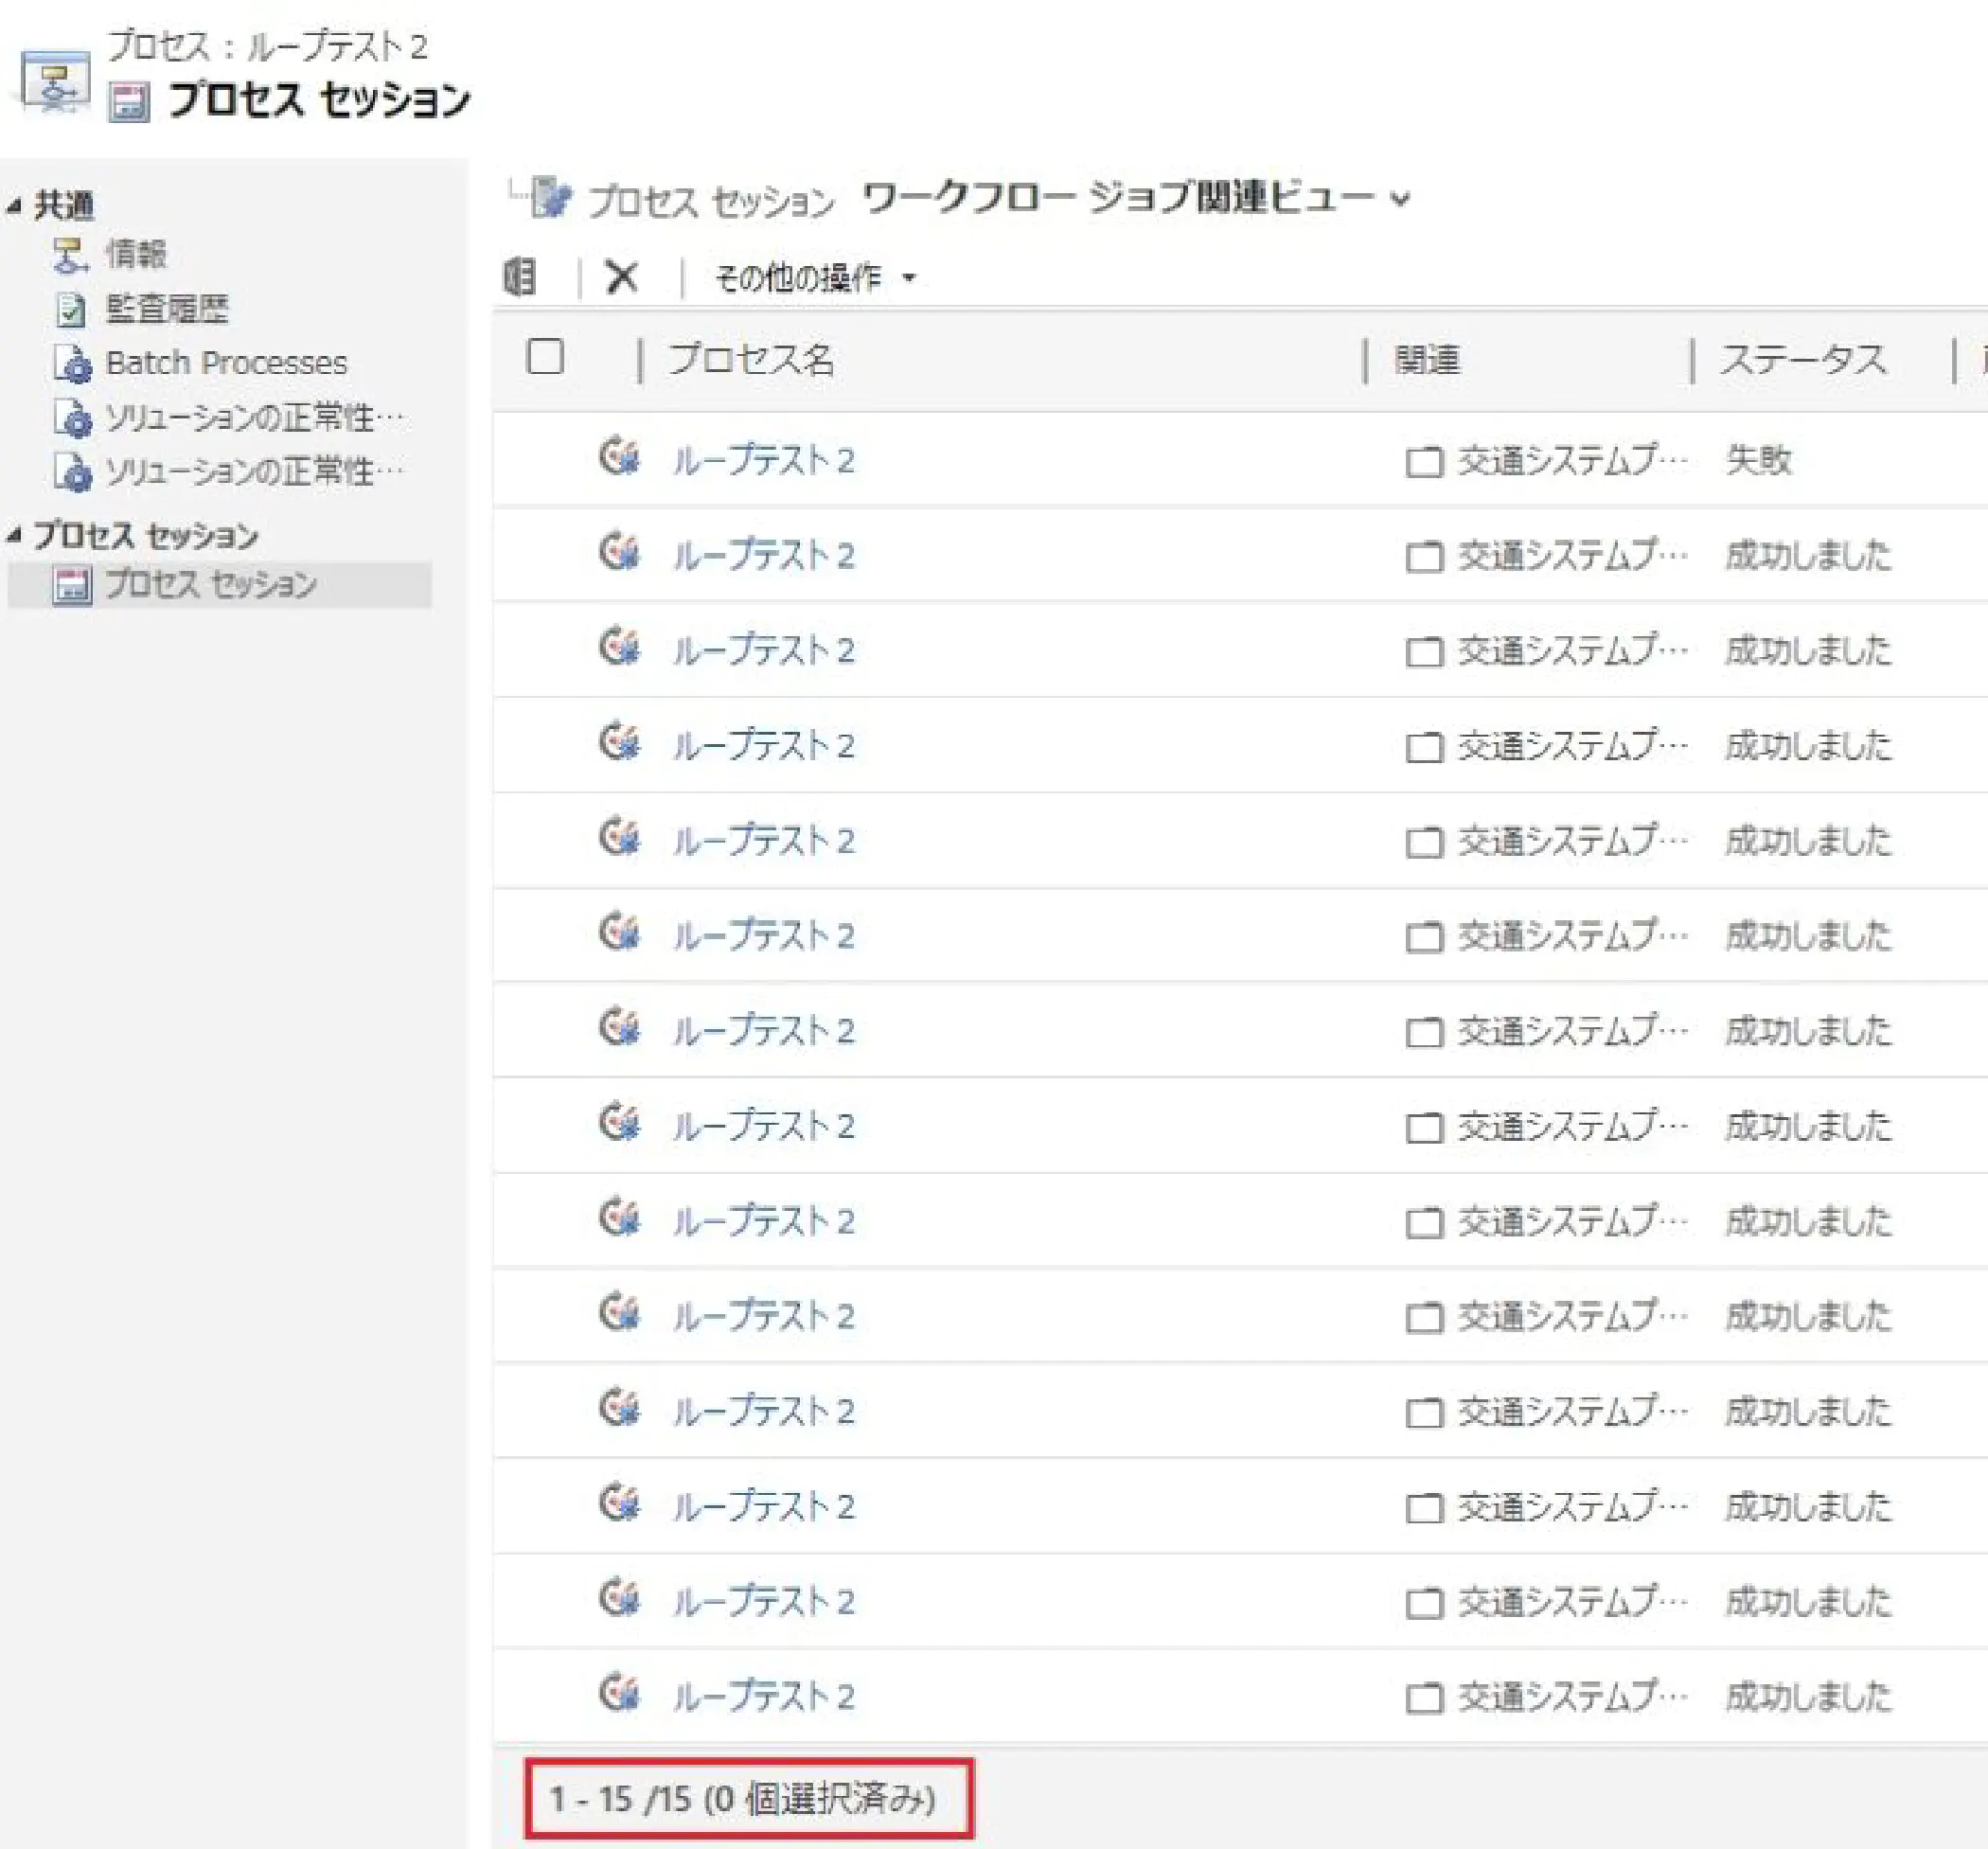 プロセス : ループテスト2
プロセス セッション
共通
情報
監査履歴
Batch Processes
ソリューションの正常性…
ソリューションの正常性…
プロセス セッション
プロセス セッション
プロセス セッション ワークフロー ジョブ関連ビュー
その他の操作
プロセス名 関連 ステータス
ループテスト2 交通システムプ… 失敗
ループテスト2 交通システムプ… 成功しました
ループテスト2 交通システムプ… 成功しました
ループテスト2 交通システムプ… 成功しました
ループテスト2 交通システムプ… 成功しました
ループテスト2 交通システムプ… 成功しました
ループテスト2 交通システムプ… 成功しました
ループテスト2 交通システムプ… 成功しました
ループテスト2 交通システムプ… 成功しました
ループテスト2 交通システムプ… 成功しました
ループテスト2 交通システムプ… 成功しました
ループテスト2 交通システムプ… 成功しました
ループテスト2 交通システムプ… 成功しました
ループテスト2 交通システムプ… 成功しました
1 - 15 /15 (0 個選択済み)